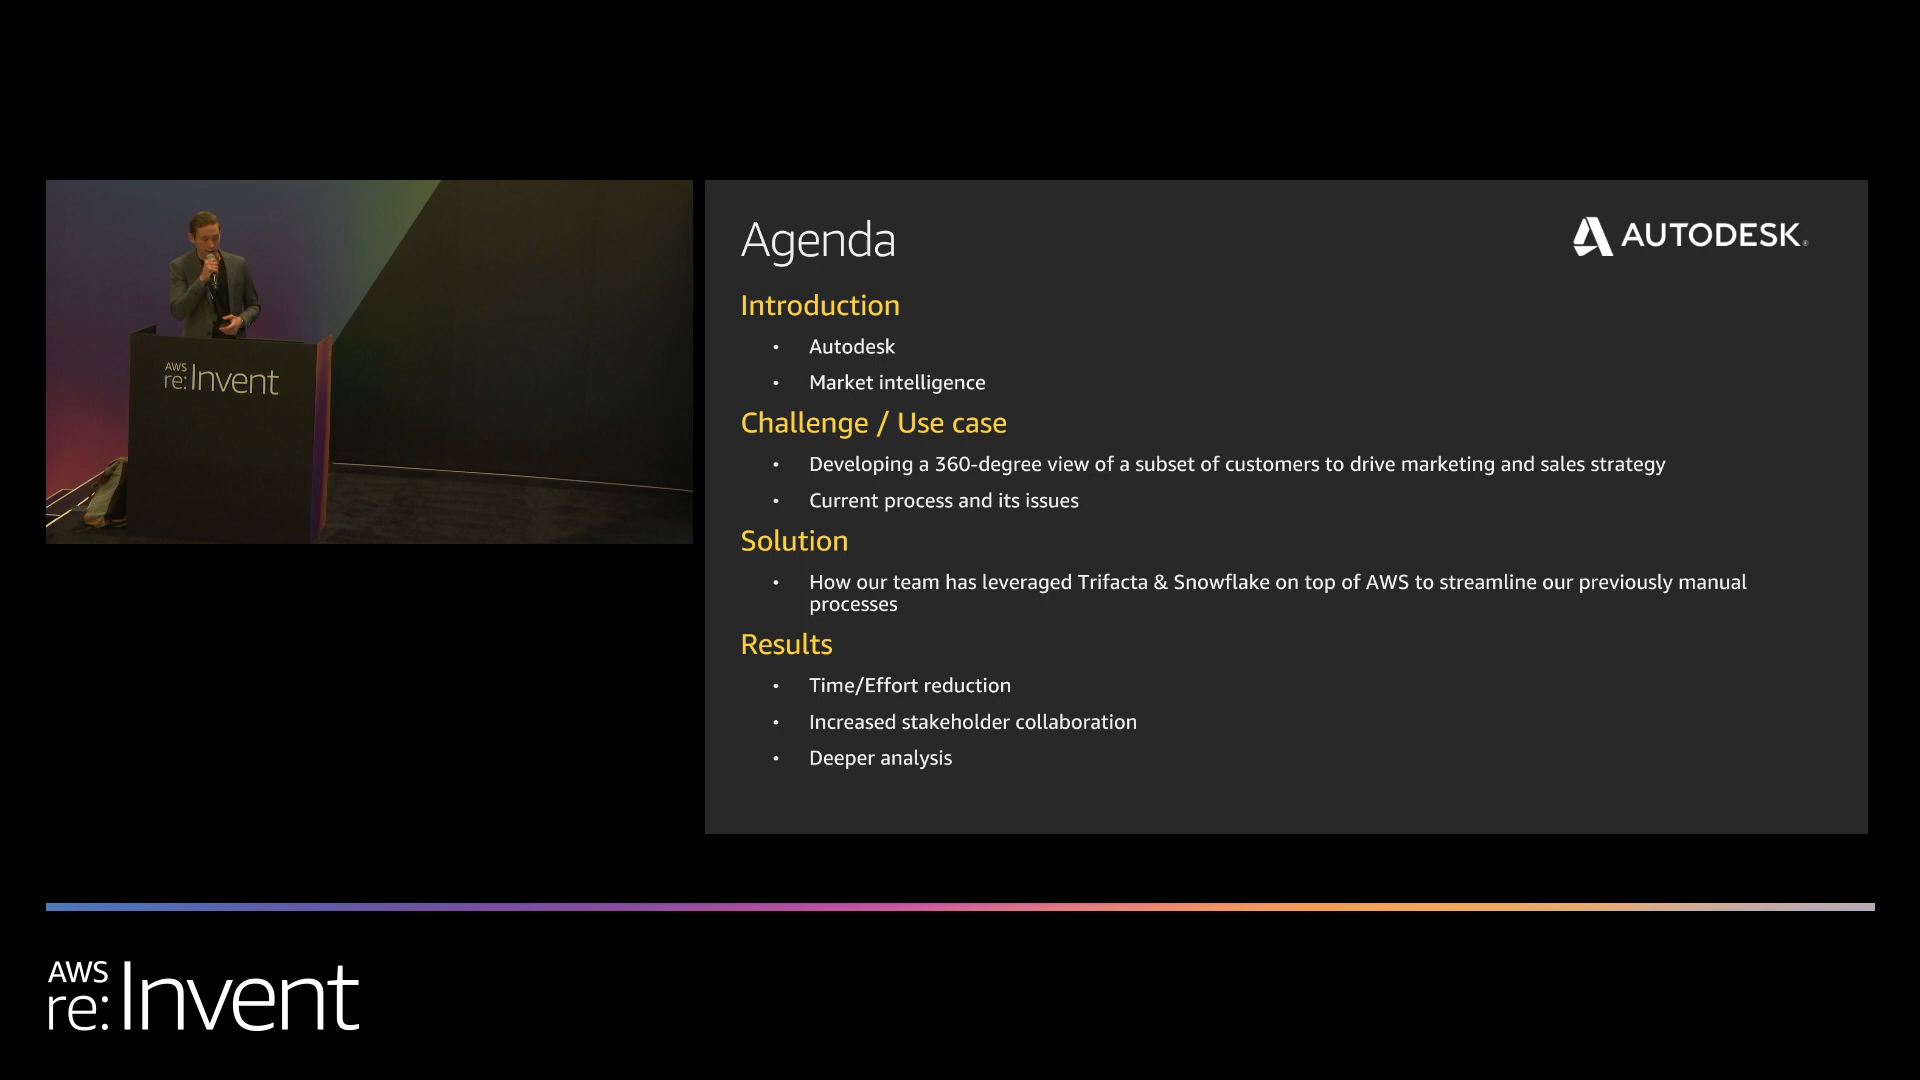 AWS
re:Invent
Agenda
AUTODESK®
Introduction
• Autodesk
• Market intelligence
Challenge / Use case
• Developing a 360-degree view of a subset of customers to drive marketing and sales strategy
• Current process and its issues
Solution
• How our team has leveraged Trifacta & Snowflake on top of AWS to streamline our previously manual
processes
Results
• Time/Effort reduction
• Increased stakeholder collaboration
• Deeper analysis
AWS
re:Invent